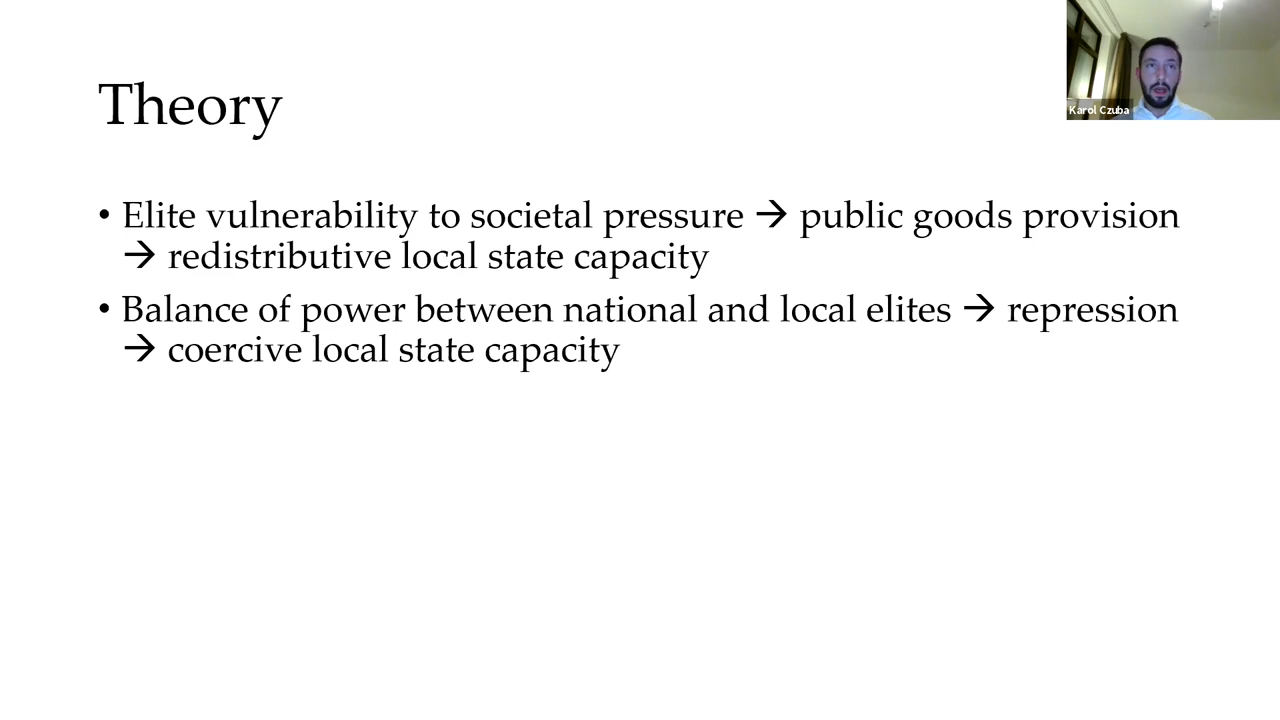 Karol Czuba
Theory
• Elite vulnerability to societal pressure → public goods provision
→ redistributive local state capacity
• Balance of power between national and local elites → repression
→ coercive local state capacity